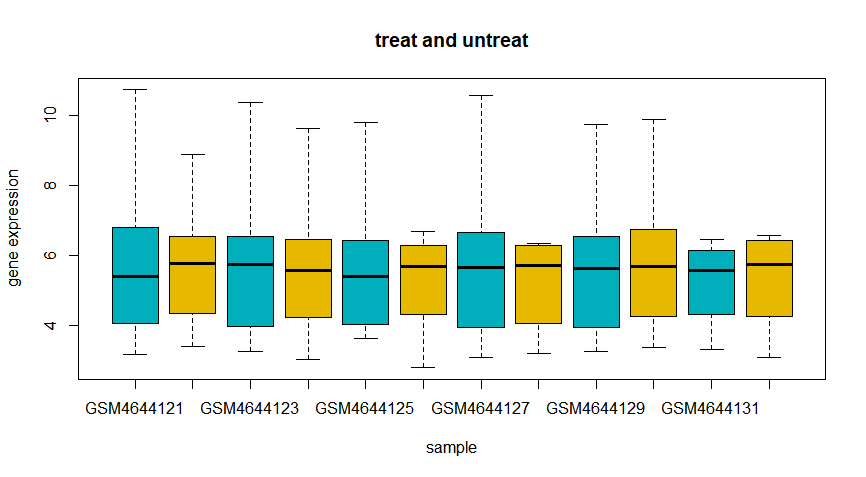 treat and untreat
10
8
6
4
gene expression
GSM4644121 GSM4644123 GSM4644125 GSM4644127 GSM4644129 GSM4644131
sample